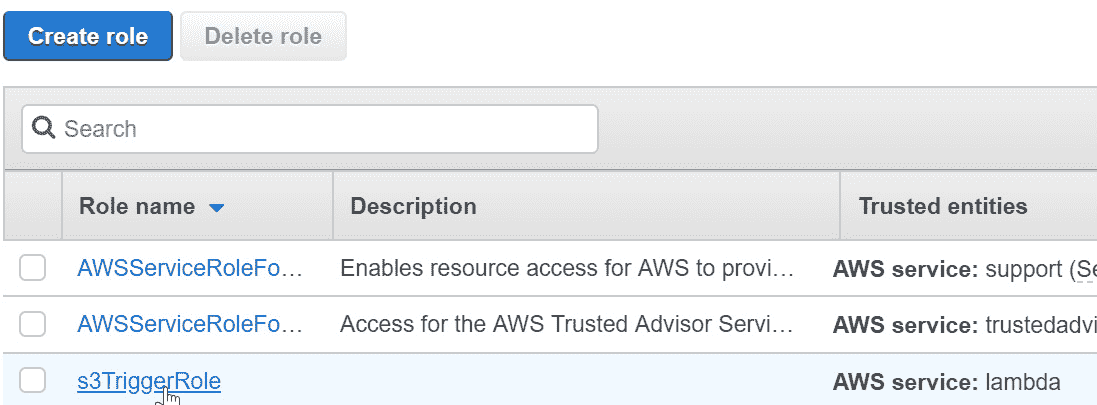 Create role Delete role
Search
Role name Description Trusted entities
AWSServiceRoleFo... Enables resource access for AWS to provi... AWS service: support (Se
AWSServiceRoleFo... Access for the AWS Trusted Advisor Servi... AWS service: trustedadvi
s3TriggerRole AWS service: lambda